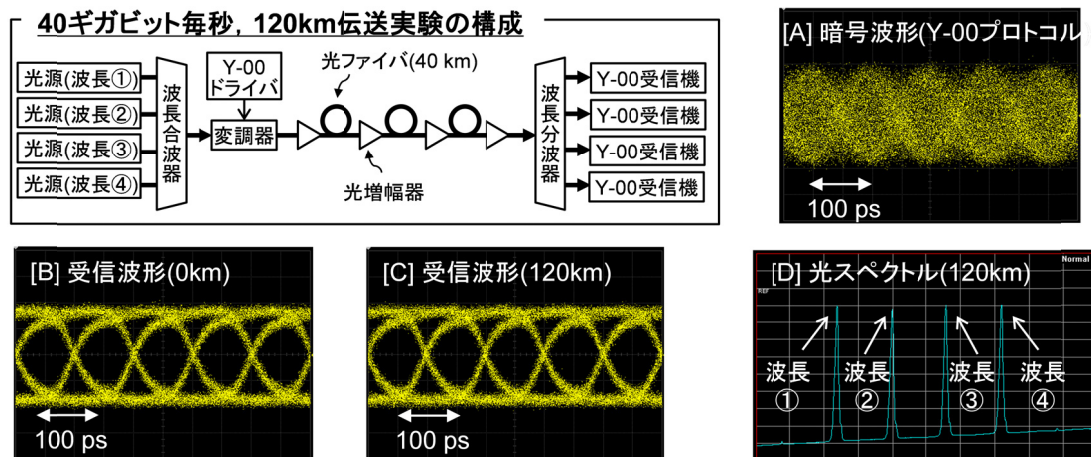 40ギガビット毎秒，120km伝送実験の構成
光源(波長①)
光源(波長②)
光源(波長③)
光源(波長④)
波長合波器
Y-00
ドライバ
変調器
光ファイバ(40 km)
光増幅器
波長分波器
Y-00受信機
Y-00受信機
Y-00受信機
Y-00受信機
[A] 暗号波形(Y-00プロトコル
100 ps
[B] 受信波形(0km)
100 ps
[C] 受信波形(120km)
100 ps
Normal
[D] 光スペクトル(120km)
REF
波長
①
波長
②
波長
③
波長
④